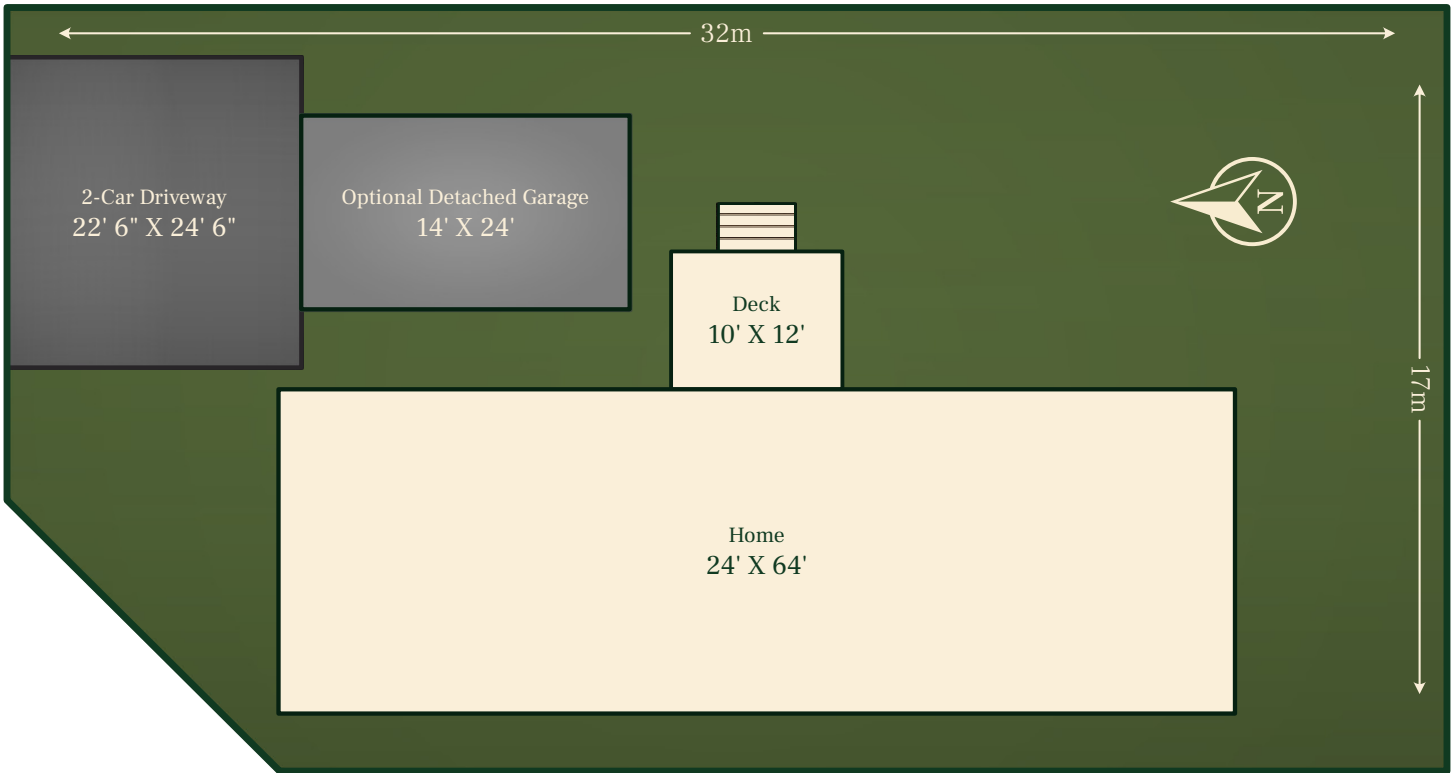 32m
2-Car Driveway
22' 6" X 24' 6"
Optional Detached Garage
14' X 24'
N
Deck
10' X 12'
17m
Home
24' X 64'